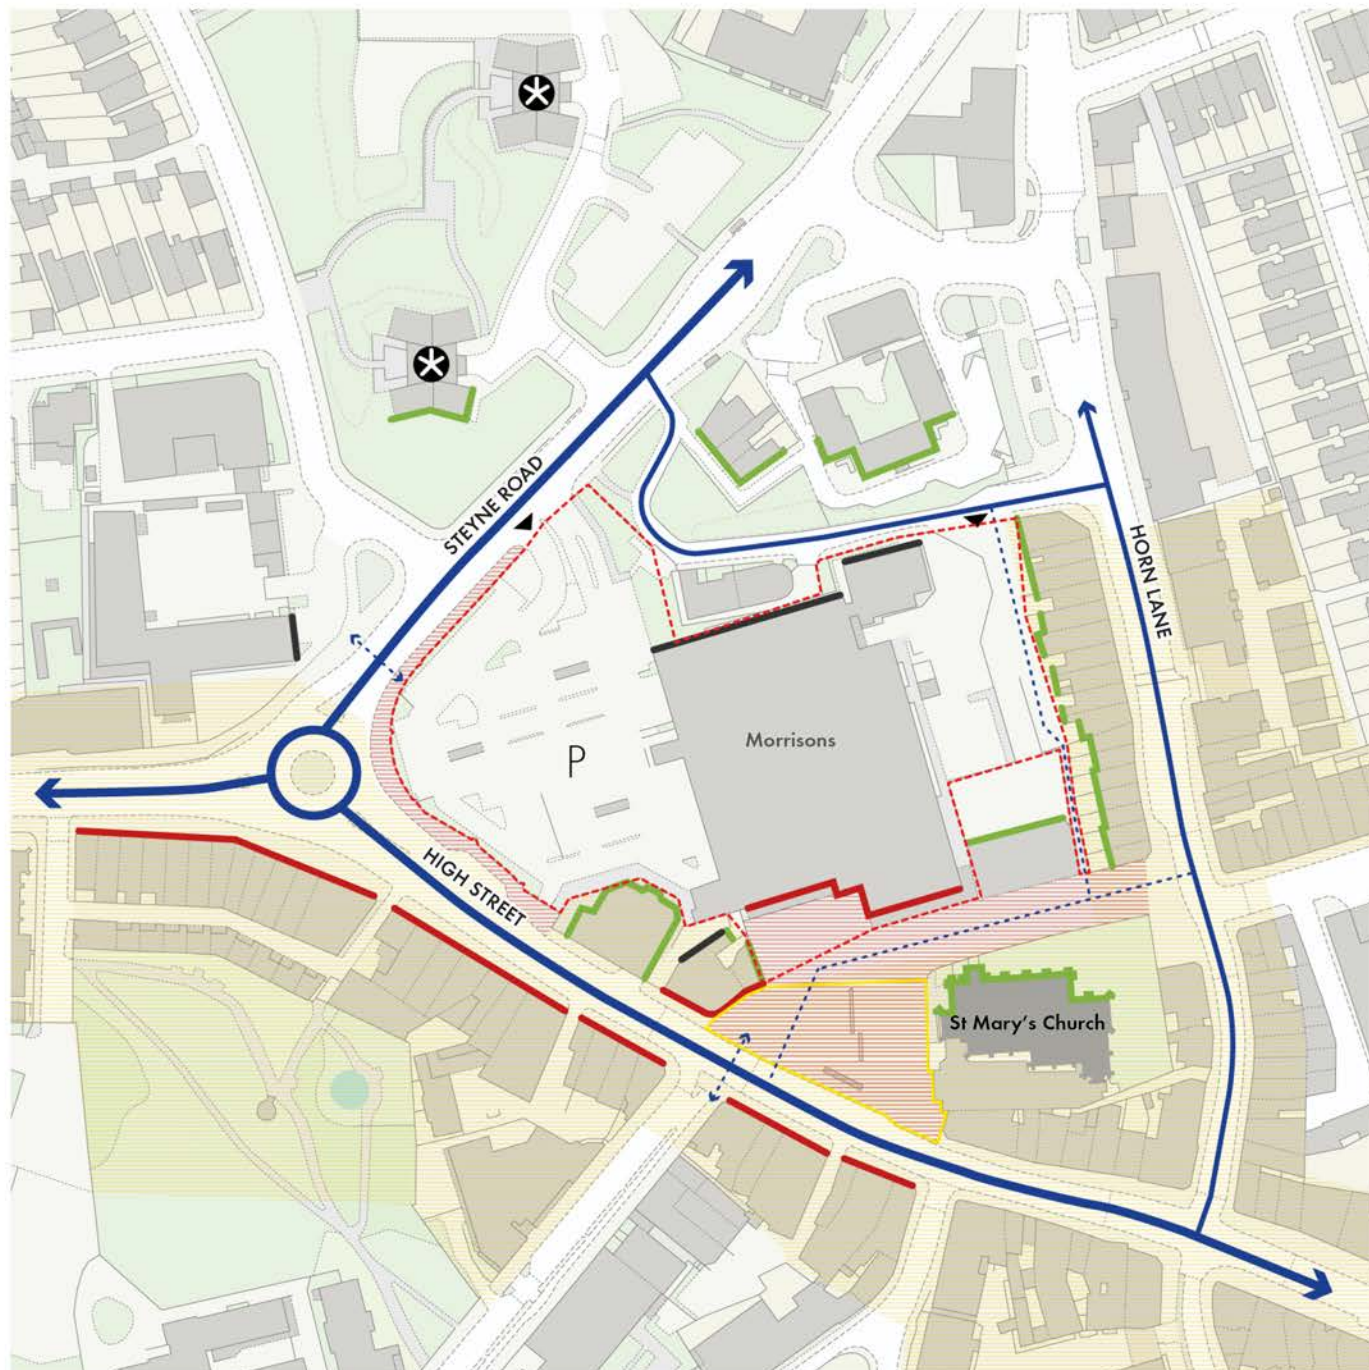 STEYNE ROAD
HORN LANE
Morrisons
P
HIGH STREET
St Mary's Church